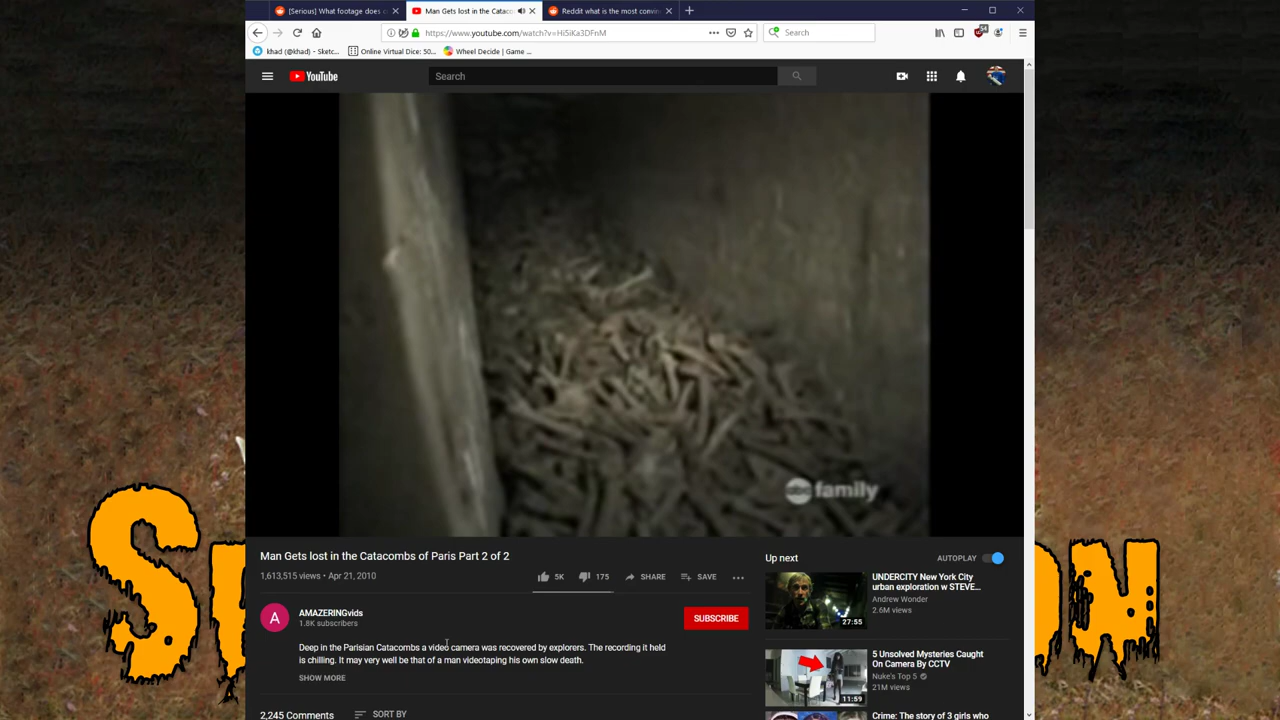 [Serious] What footage does c
Man Gets lost in the Cataco
Reddit what is the most convin
https://www.youtube.com/watch?v=Hi5iKa3DFnM
Search
khad (@khad) - Sketc...
Online Virtual Dice: 50...
Wheel Decide | Game ...
YouTube
Search
abc family
Man Gets lost in the Catacombs of Paris Part 2 of 2
1,613,515 views • Apr 21, 2010
5K
175
SHARE
SAVE
A
AMAZERINGvids
1.8K subscribers
SUBSCRIBE
Deep in the Parisian Catacombs a video camera was recovered by explorers. The recording it held
is chilling. It may very well be that of a man videotaping his own slow death.
SHOW MORE
2,245 Comments
SORT BY
Up next
AUTOPLAY
UNDERCITY New York City
urban exploration w STEVE...
Andrew Wonder
2.6M views
27:55
5 Unsolved Mysteries Caught
On Camera By CCTV
Nuke's Top 5
21M views
11:59
Crime: The story of 3 girls who